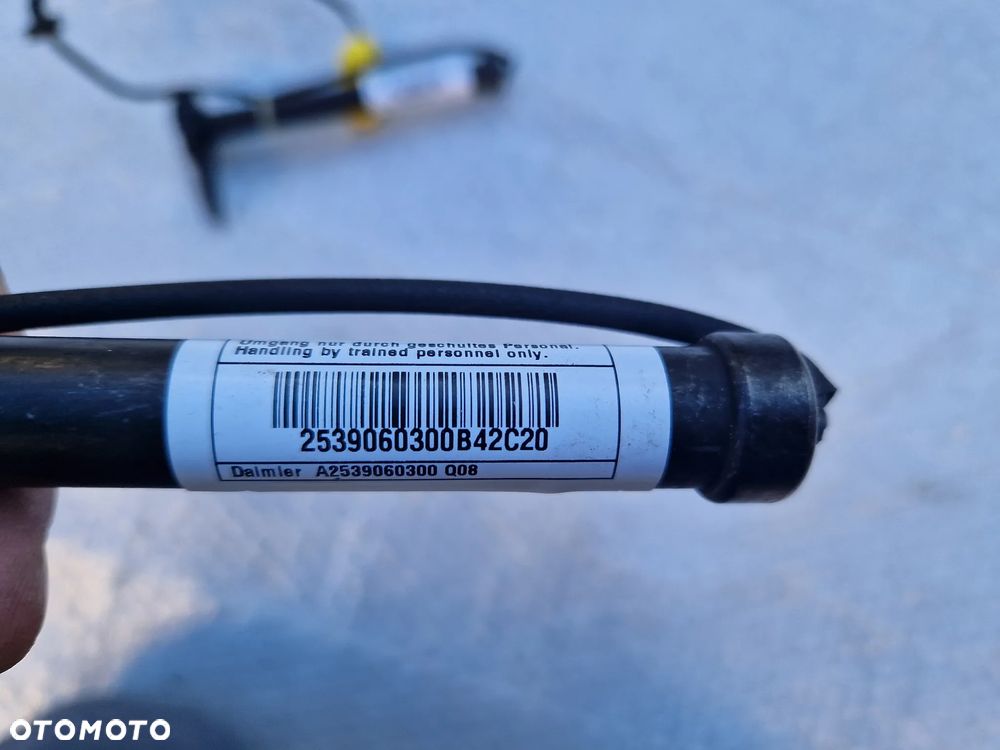 Umgang nur durch geschultes Personal.
Handling by trained personnel only.
2539060300B42C20
Daimler A2539060300 Q08
OTOMOTO